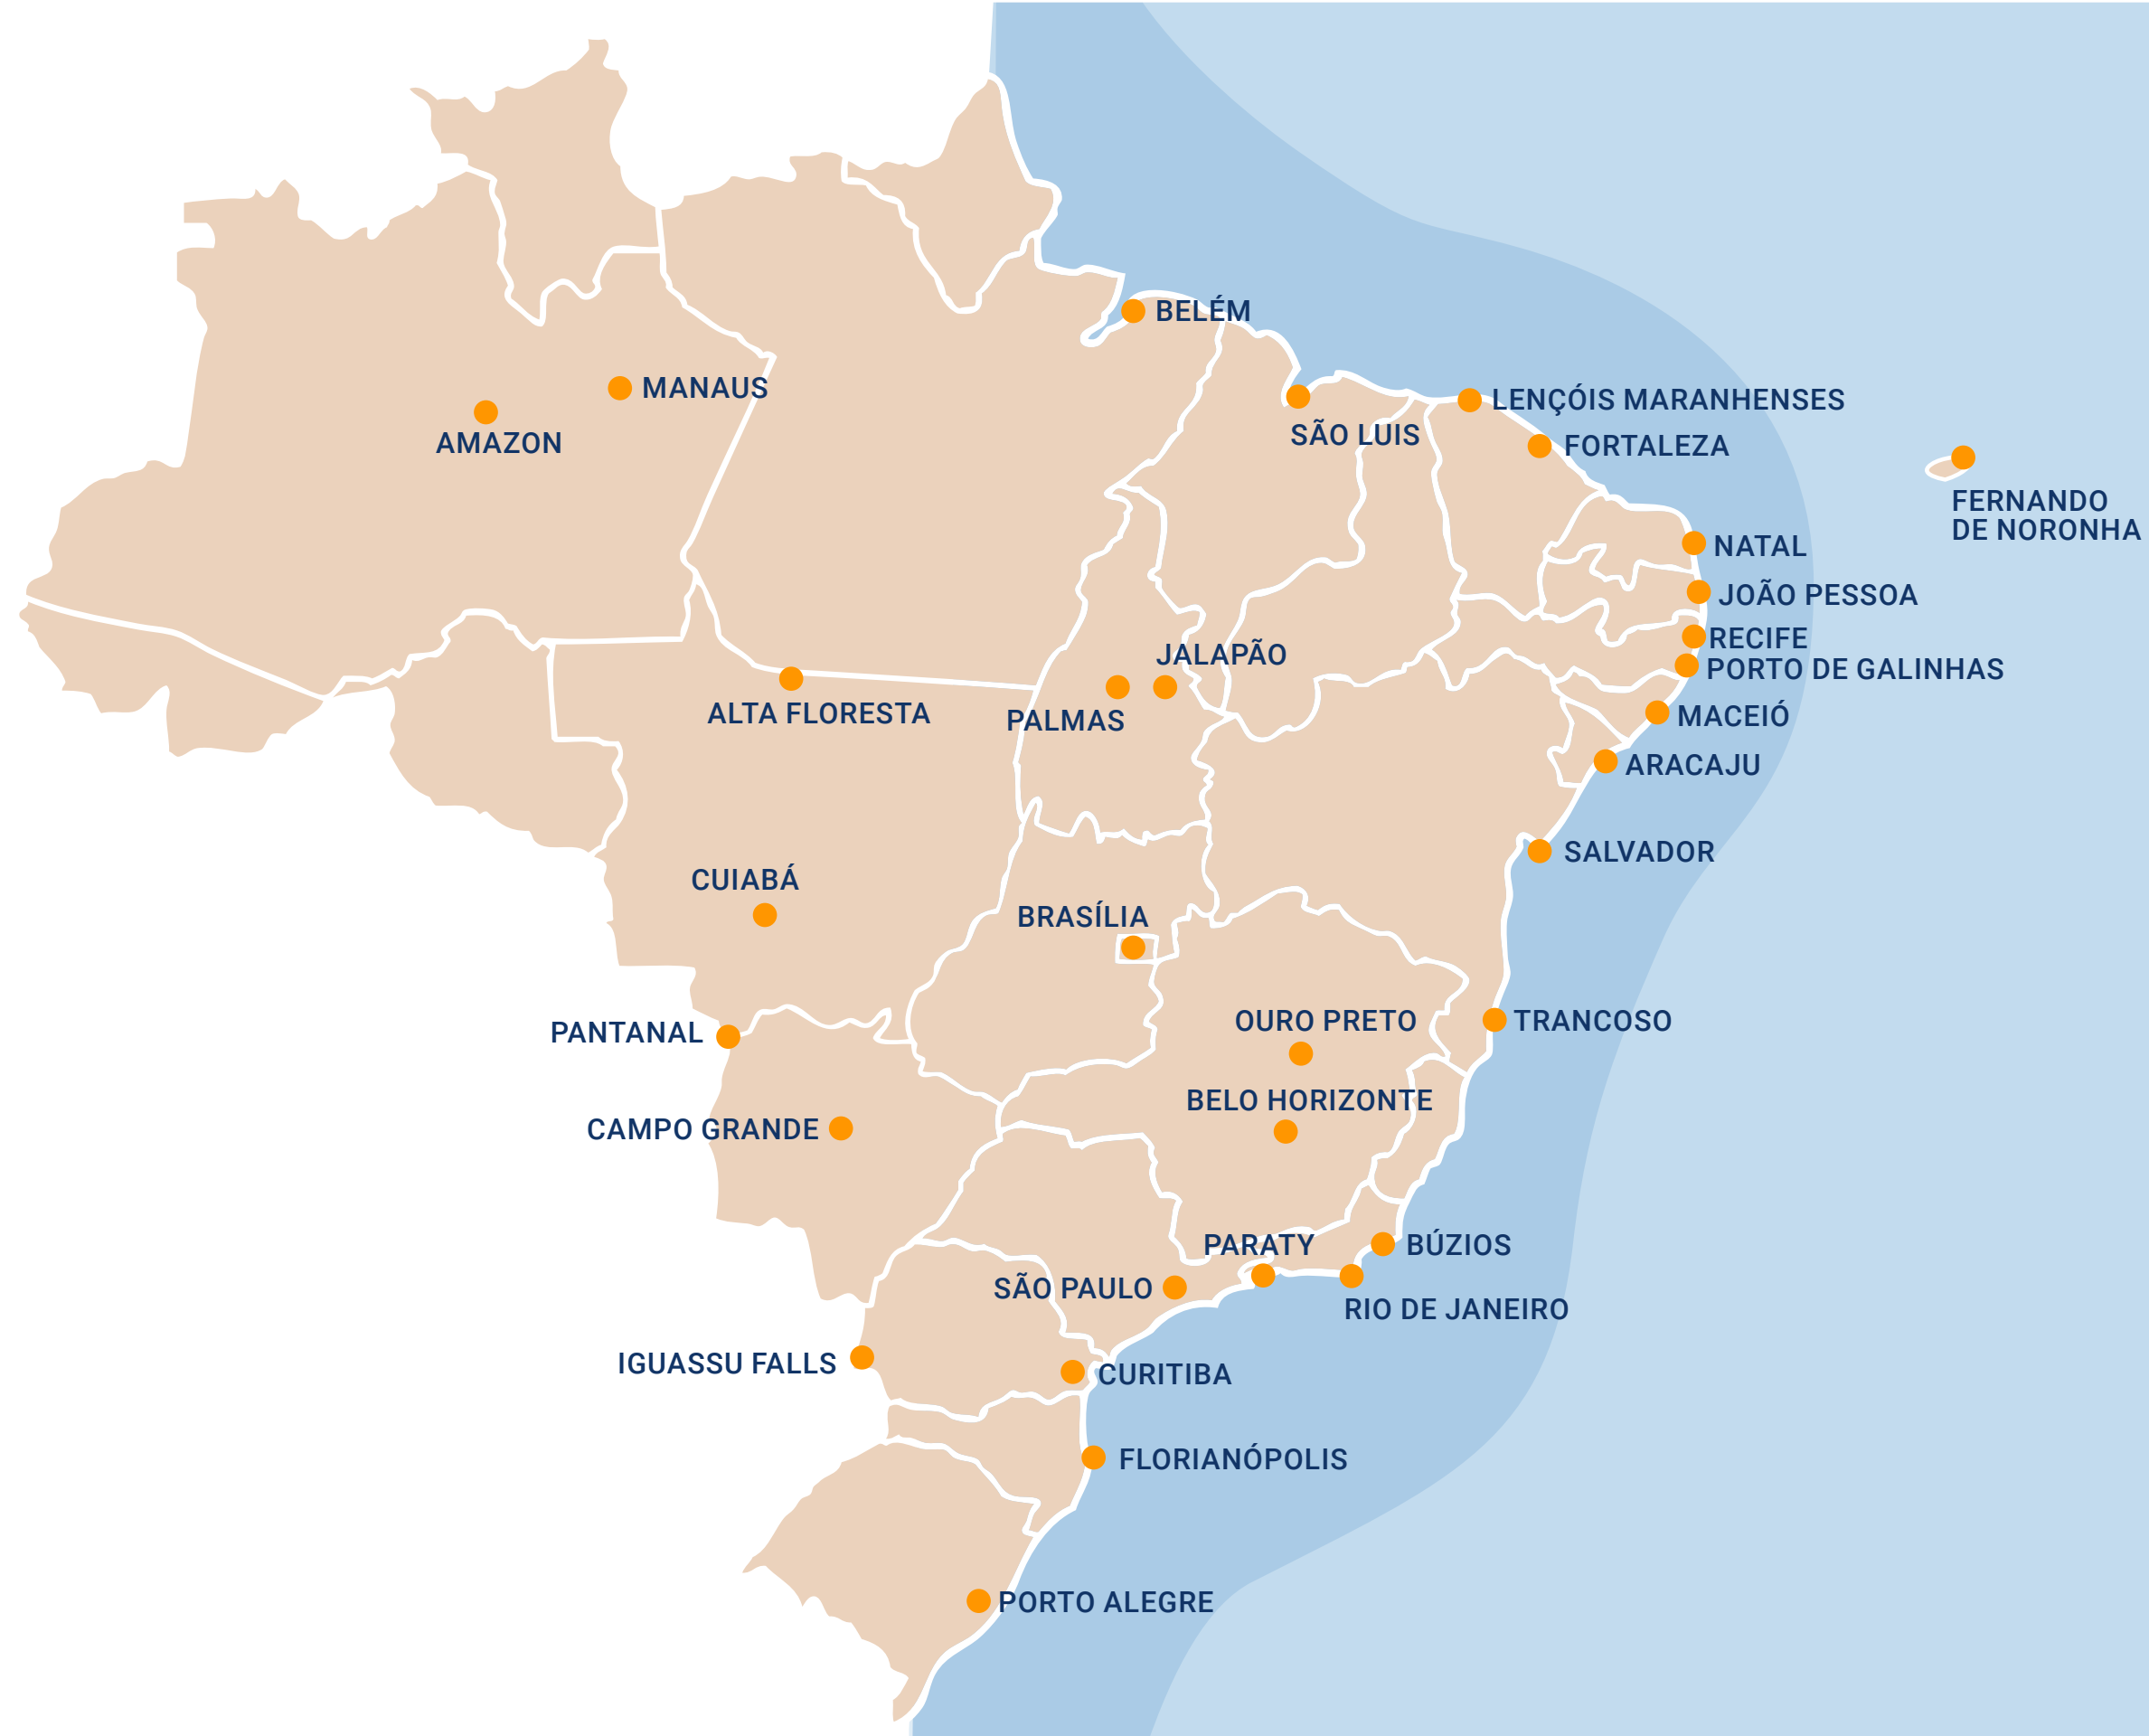 BELÉM
MANAUS
AMAZON
LENÇÓIS MARANHENSES
SÃO LUIS
FORTALEZA
FERNANDO
DE NORONHA
NATAL
JOÃO PESSOA
RECIFE
JALAPÃO
PORTO DE GALINHAS
ALTA FLORESTA
PALMAS
MACEIÓ
ARACAJU
SALVADOR
CUIABÁ
BRASÍLIA
OURO PRETO
TRANCOSO
PANTANAL
BELO HORIZONTE
CAMPO GRANDE
PARATY
BÚZIOS
SÃO PAULO
RIO DE JANEIRO
IGUASSU FALLS
CURITIBA
FLORIANÓPOLIS
PORTO ALEGRE